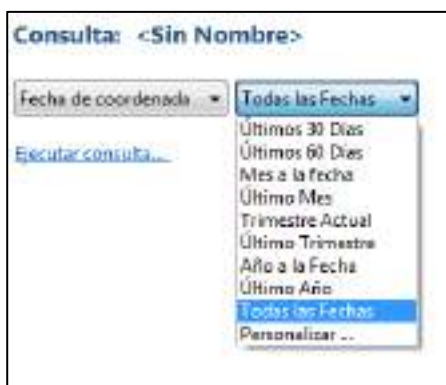 Consulta: <Sin Nombre>
Fecha de coordenada Todas las Fechas
Ejecutar consulta...
Últimos 30 Días
Últimos 60 Días
Mes a la fecha
Último Mes
Trimestre Actual
Último Trimestre
Año a la Fecha
Último Año
Todas las Fechas
Personalizar ...